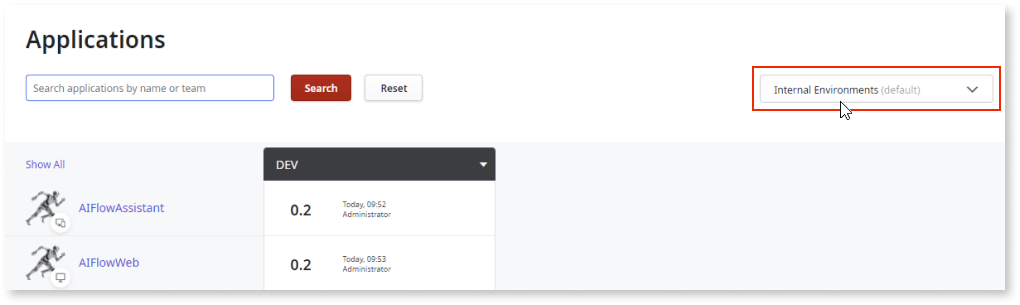 Applications
Search applications by name or team
Search
Reset
Internal Environments (default)
Show All
DEV
AIFlowAssistant
0.2
Today, 09:52
Administrator
AIFlowWeb
0.2
Today, 09:53
Administrator